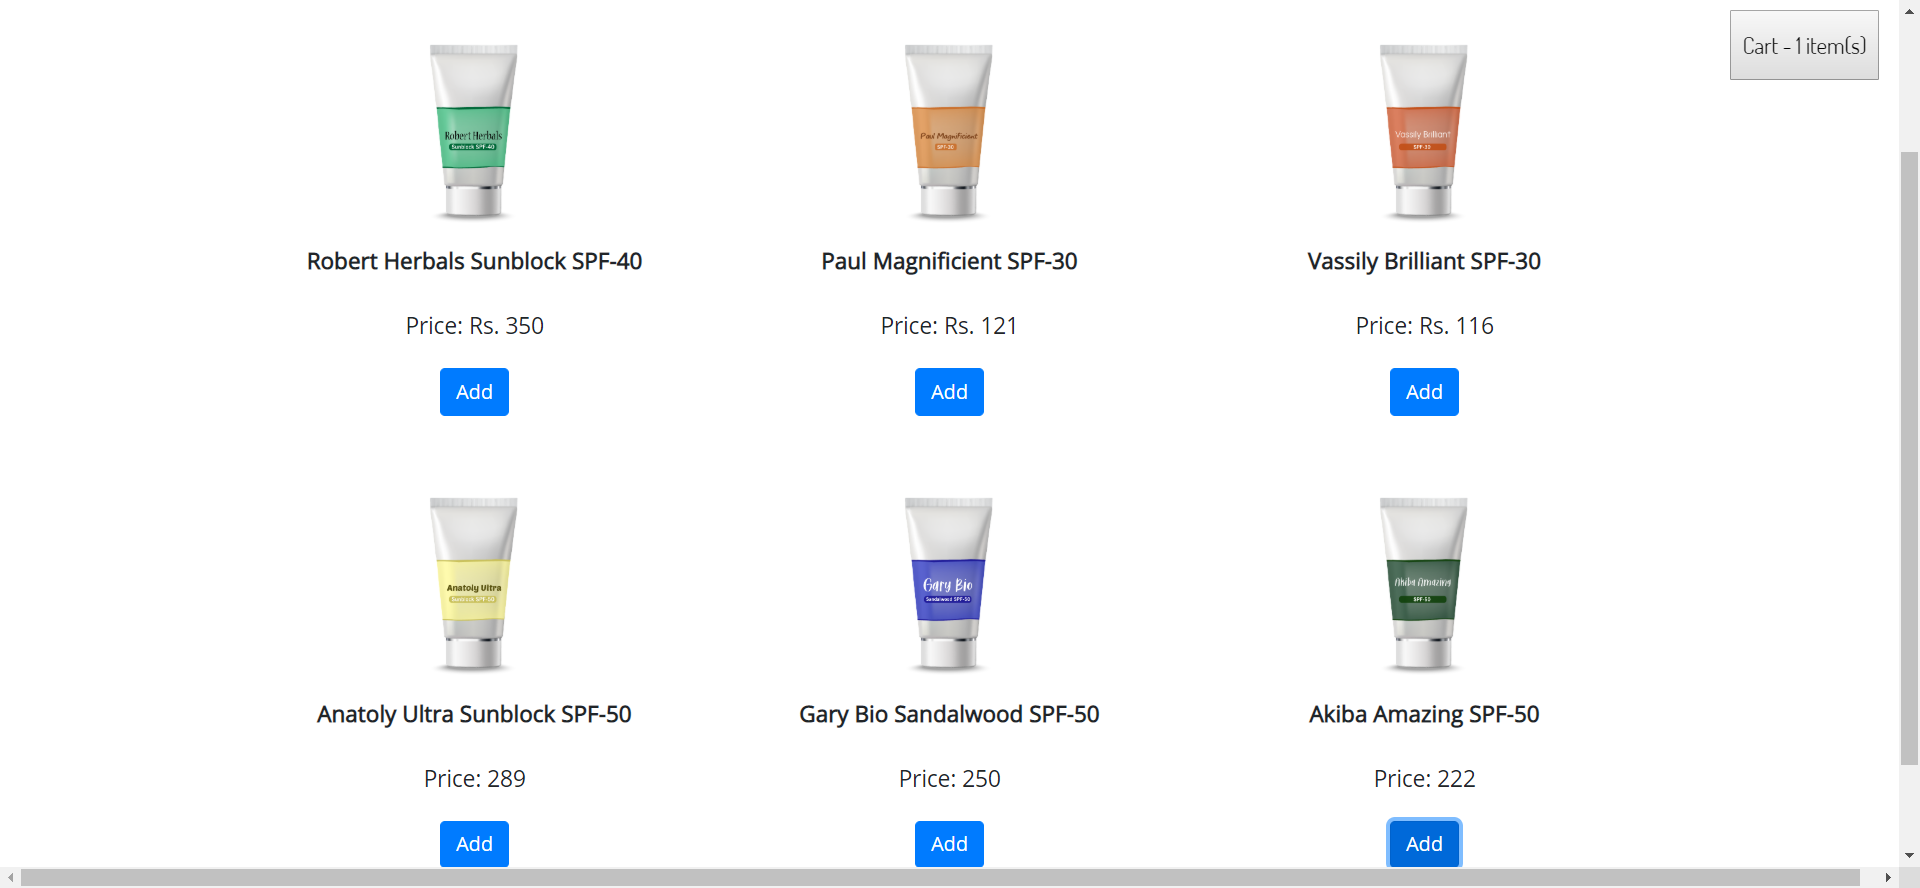 Cart - 1 item(s)
Robert Herbals
Sunblock SPF-40
Paul Magnificient
SPF-30
Vassily Brilliant
SPF-30
Robert Herbals Sunblock SPF-40
Paul Magnificient SPF-30
Vassily Brilliant SPF-30
Price: Rs. 350
Price: Rs. 121
Price: Rs. 116
Add
Add
Add
Anatoly Ultra
Sunblock SPF-50
Gary Bio
Sandalwood SPF-50
Akiba Amazing
SPF-50
Anatoly Ultra Sunblock SPF-50
Gary Bio Sandalwood SPF-50
Akiba Amazing SPF-50
Price: 289
Price: 250
Price: 222
Add
Add
Add